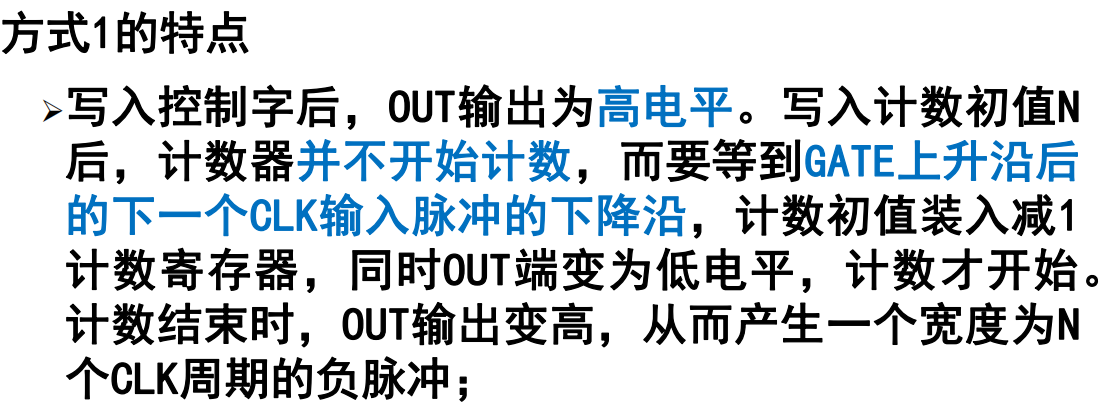 方式1的特点
➢写入控制字后，OUT输出为高电平。写入计数初值N
后，计数器并不开始计数，而要等到GATE上升沿后
的下一个CLK输入脉冲的下降沿，计数初值装入减1
计数寄存器，同时OUT端变为低电平，计数才开始。
计数结束时，OUT输出变高，从而产生一个宽度为N
个CLK周期的负脉冲；